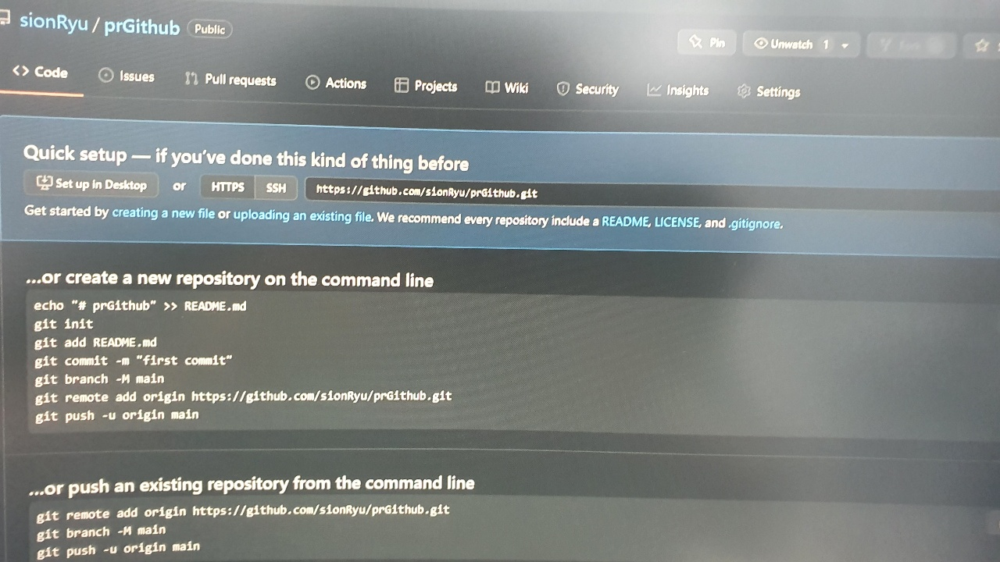 sionRyu / prGithub Public
Pin Unwatch 1
Code Issues Pull requests Actions Projects Wiki Security Insights Settings
Quick setup — if you've done this kind of thing before
Set up in Desktop or HTTPS SSH https://github.com/sionRyu/prGithub.git
Get started by creating a new file or uploading an existing file. We recommend every repository include a README, LICENSE, and .gitignore.
...or create a new repository on the command line
echo "# prGithub" >> README.md
git init
git add README.md
git commit -m "first commit"
git branch -M main
git remote add origin https://github.com/sionRyu/prGithub.git
git push -u origin main
...or push an existing repository from the command line
git remote add origin https://github.com/sionRyu/prGithub.git
git branch -M main
git push -u origin main